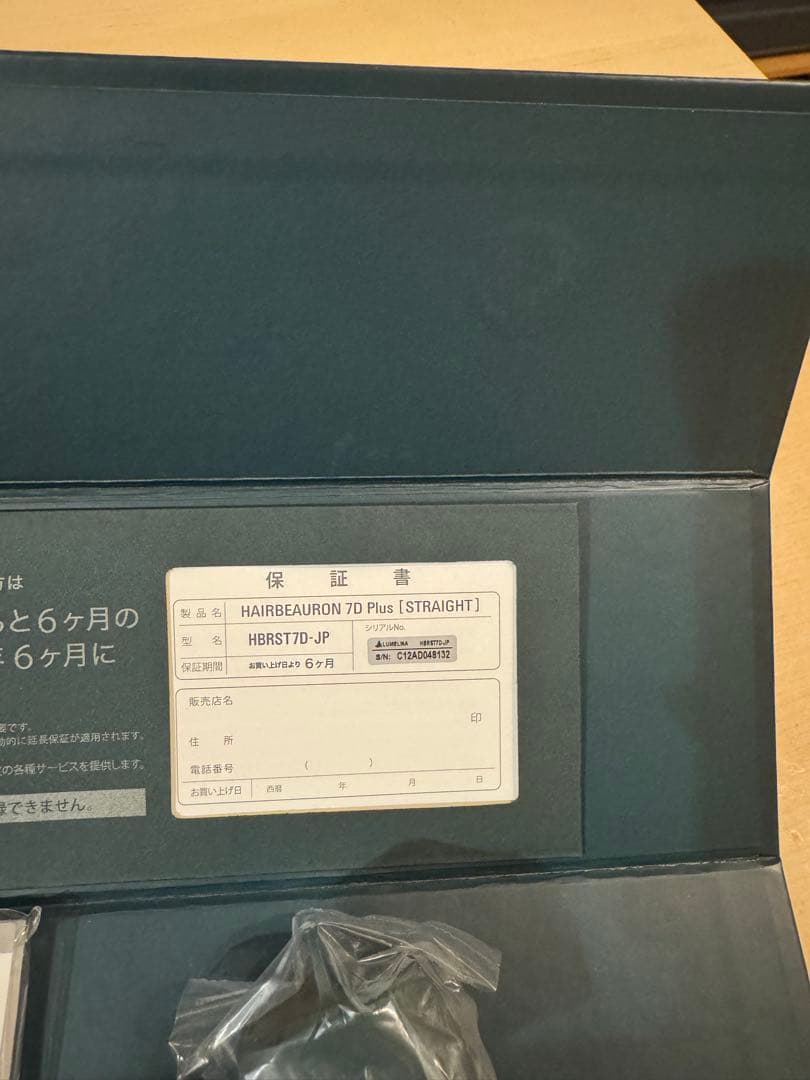 方は
と6ヶ月の
6ヶ月に
要です。
動的に延長保証が適用されます。
の各種サービスを提供します。
録できません。
保証書
製品名 HAIRBEAURON 7D Plus [STRAIGHT]
型名 HBRST7D-JP シリアルNo.
LUMIELINA HBRST7D-JP
S/N: C12AD048132
保証期間 お買い上げ日より 6ヶ月
販売店名
印
住所
電話番号 ( )
お買い上げ日 西暦 年 月 日